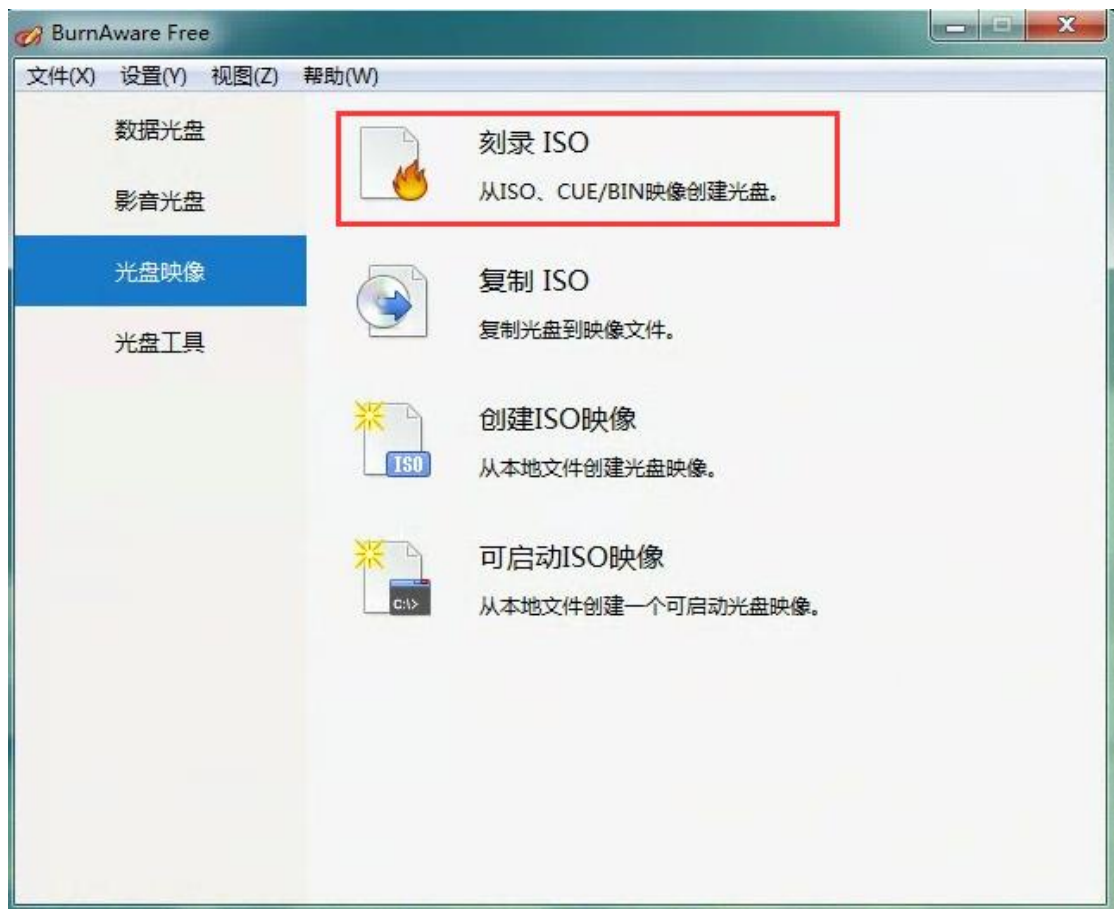 BurnAware Free
文件(X) 设置(Y) 视图(Z) 帮助(W)
数据光盘
影音光盘
光盘映像
光盘工具
刻录 ISO
从ISO、CUE/BIN映像创建光盘。
复制 ISO
复制光盘到映像文件。
ISO
创建ISO映像
从本地文件创建光盘映像。
C:\>
可启动ISO映像
从本地文件创建一个可启动光盘映像。